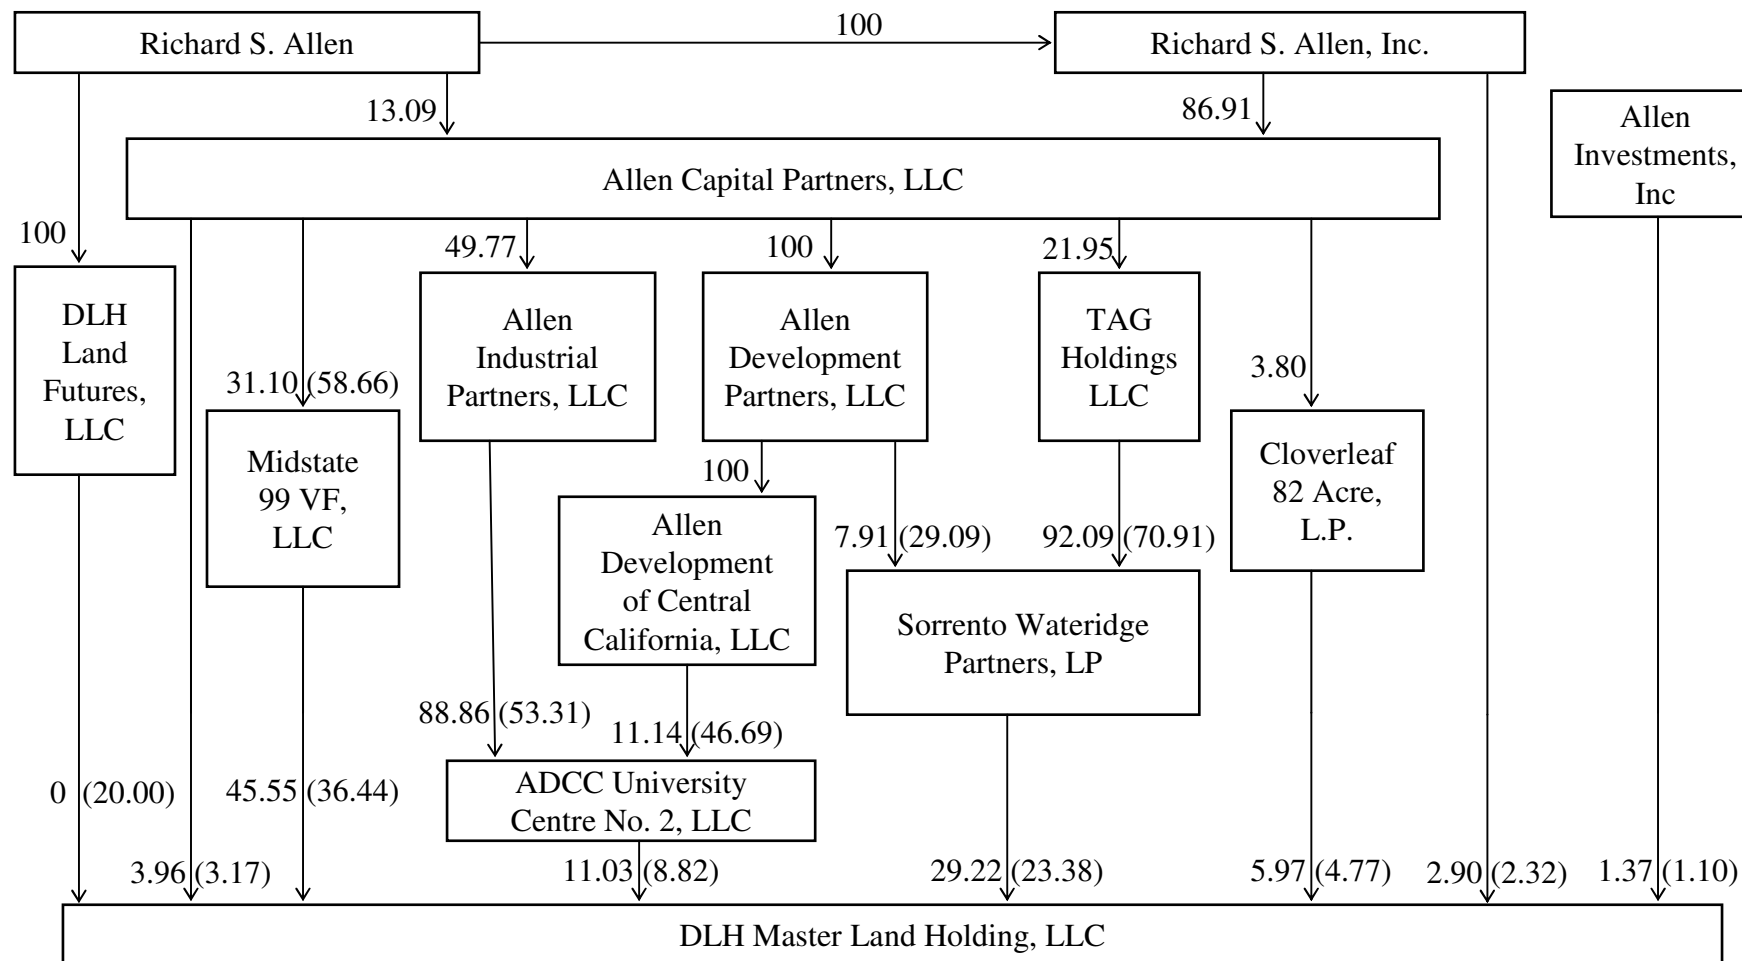 Richard S. Allen
100
Richard S. Allen, Inc.
13.09
86.91
Allen
Investments,
Inc
Allen Capital Partners, LLC
100
49.77
100
21.95
DLH
Land
Futures,
LLC
Allen
Industrial
Partners, LLC
Allen
Development
Partners, LLC
TAG
Holdings
LLC
31.10 (58.66)
3.80
Midstate
99 VF,
LLC
100
Cloverleaf
82 Acre,
L.P.
Allen
Development
of Central
California, LLC
7.91 (29.09)
92.09 (70.91)
Sorrento Wateridge
Partners, LP
88.86 (53.31)
11.14 (46.69)
0 (20.00)
45.55 (36.44)
ADCC University
Centre No. 2, LLC
3.96 (3.17)
11.03 (8.82)
29.22 (23.38)
5.97 (4.77)
2.90 (2.32)
1.37 (1.10)
DLH Master Land Holding, LLC